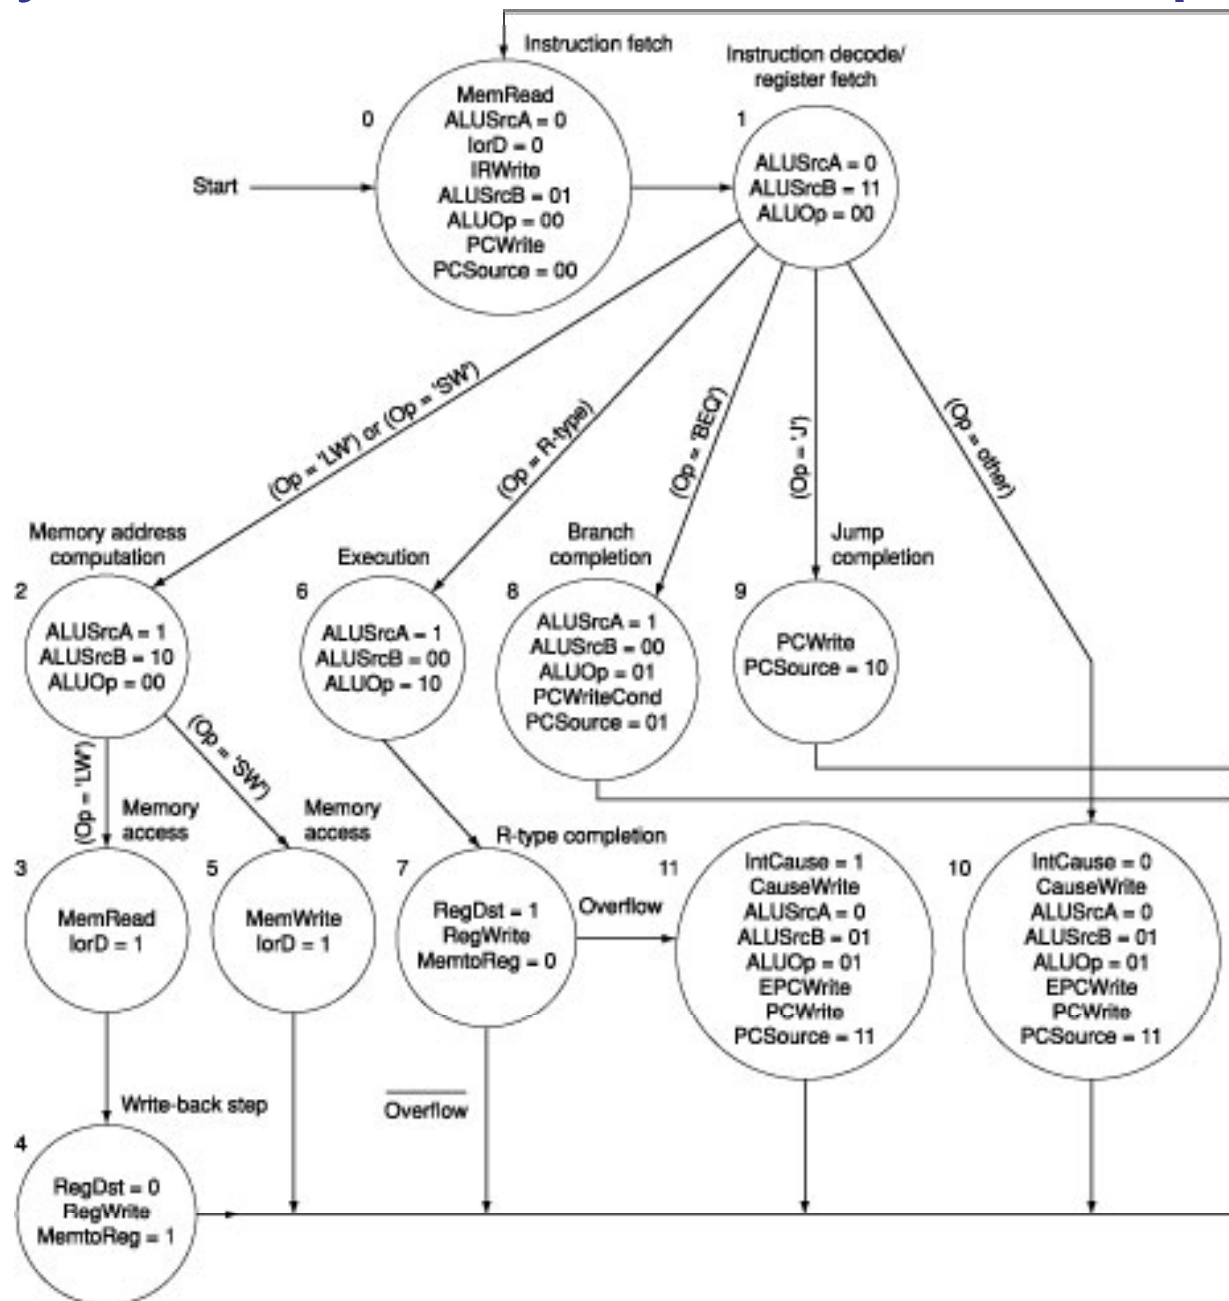 Instruction fetch
Instruction decode/
register fetch
0
MemRead
ALUSrcA = 0
IorD = 0
IRWrite
ALUSrcB = 01
ALUOp = 00
PCWrite
PCSource = 00
Start
1
ALUSrcA = 0
ALUSrcB = 11
ALUOp = 00
(Op = 'LW') or (Op = 'SW')
(Op = R-type)
(Op = 'BEQ')
(Op = 'J')
(Op = other)
Memory address
computation
2
ALUSrcA = 1
ALUSrcB = 10
ALUOp = 00
Execution
6
ALUSrcA = 1
ALUSrcB = 00
ALUOp = 10
Branch
completion
8
ALUSrcA = 1
ALUSrcB = 00
ALUOp = 01
PCWriteCond
PCSource = 01
Jump
completion
9
PCWrite
PCSource = 10
(Op = 'LW')
(Op = 'SW')
Memory
access
3
MemRead
IorD = 1
Memory
access
5
MemWrite
IorD = 1
R-type completion
7
RegDst = 1
RegWrite
MemtoReg = 0
Overflow
11
IntCause = 1
CauseWrite
ALUSrcA = 0
ALUSrcB = 01
ALUOp = 01
EPCWrite
PCWrite
PCSource = 11
10
IntCause = 0
CauseWrite
ALUSrcA = 0
ALUSrcB = 01
ALUOp = 01
EPCWrite
PCWrite
PCSource = 11
Overflow
Write-back step
4
RegDst = 0
RegWrite
MemtoReg = 1